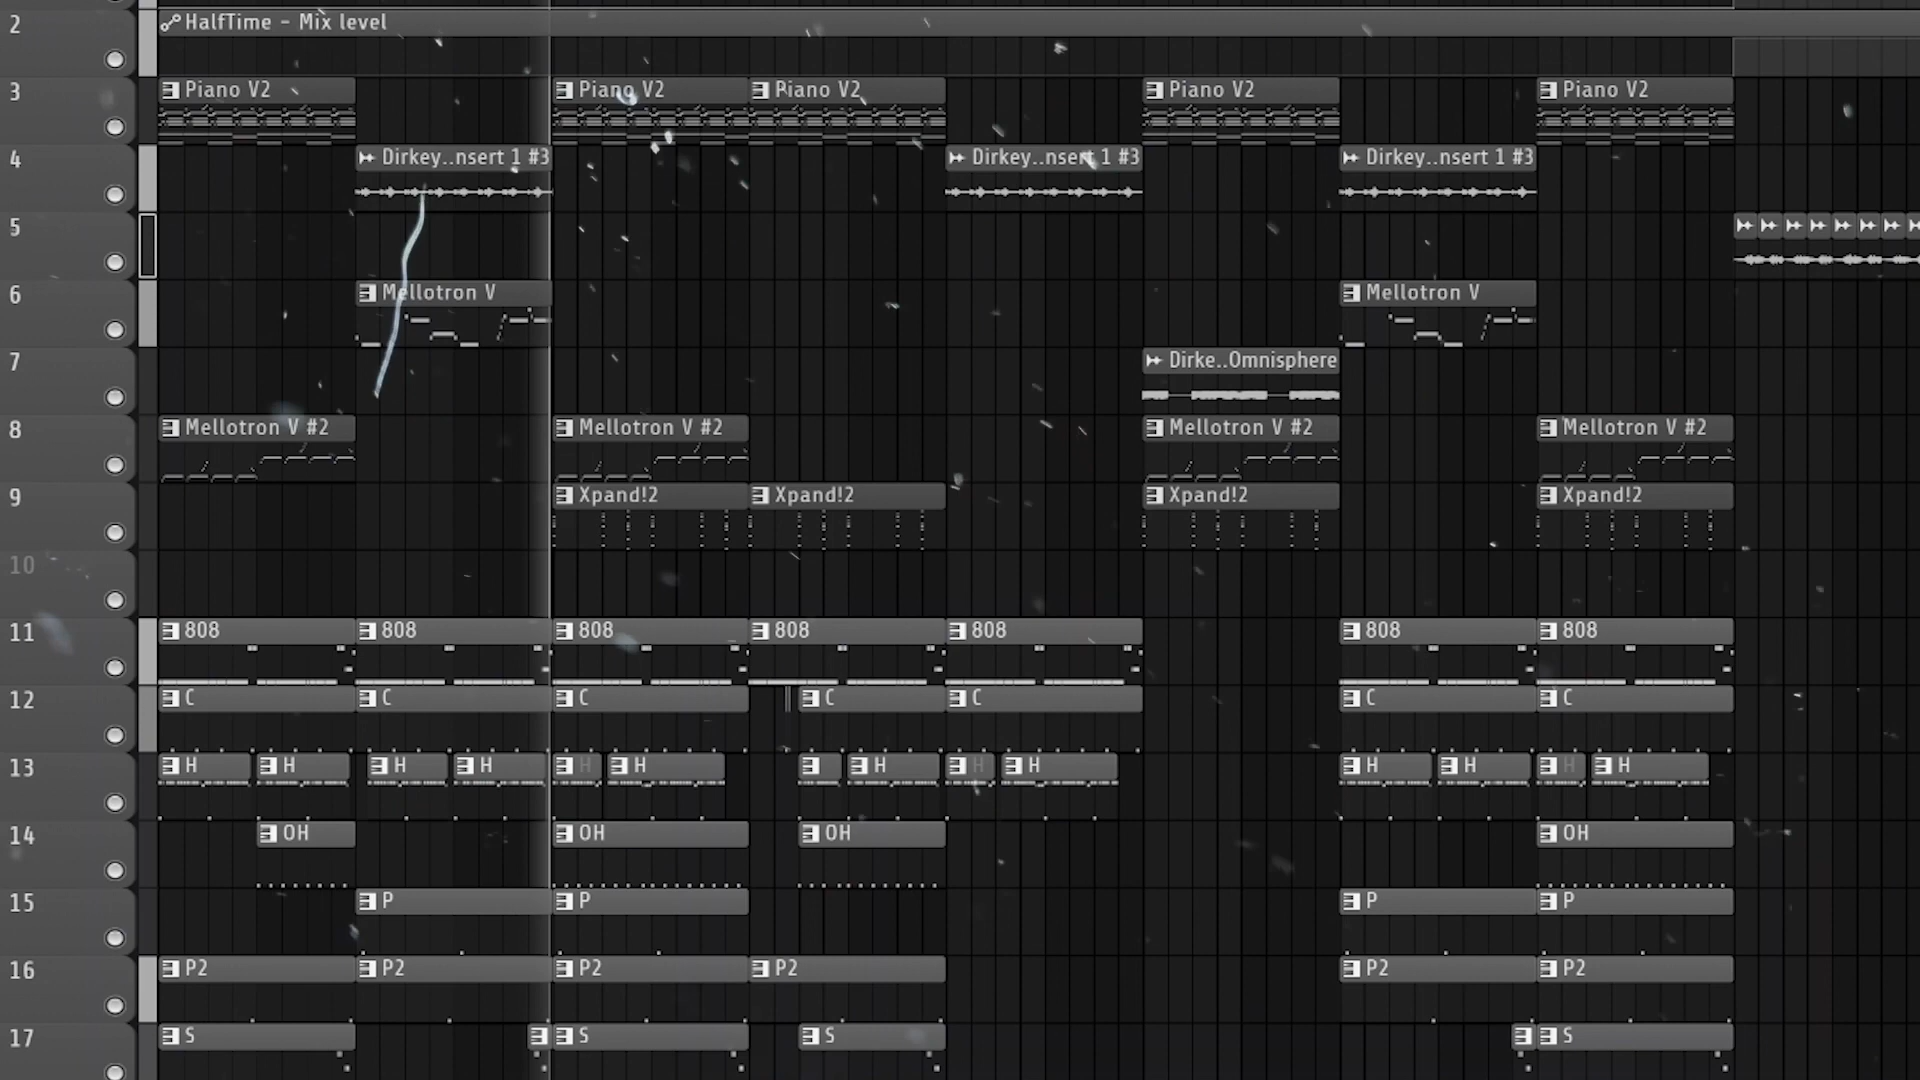 2 HalfTime - Mix level
3 Piano V2 Piano V2 Piano V2 Piano V2 Piano V2
4 Dirkey..nsert 1 #3 Dirkey..nsert 1 #3 Dirkey..nsert 1 #3
5
6 Mellotron V Mellotron V
7 Dirke..Omnisphere
8 Mellotron V #2 Mellotron V #2 Mellotron V #2 Mellotron V #2
9 Xpand!2 Xpand!2 Xpand!2 Xpand!2
10
11 808 808 808 808 808 808 808
12 C C C C C C C
13 H H H H H H H H H H H H H
14 OH OH OH OH
15 P P P P
16 P2 P2 P2 P2 P2 P2
17 S S S S